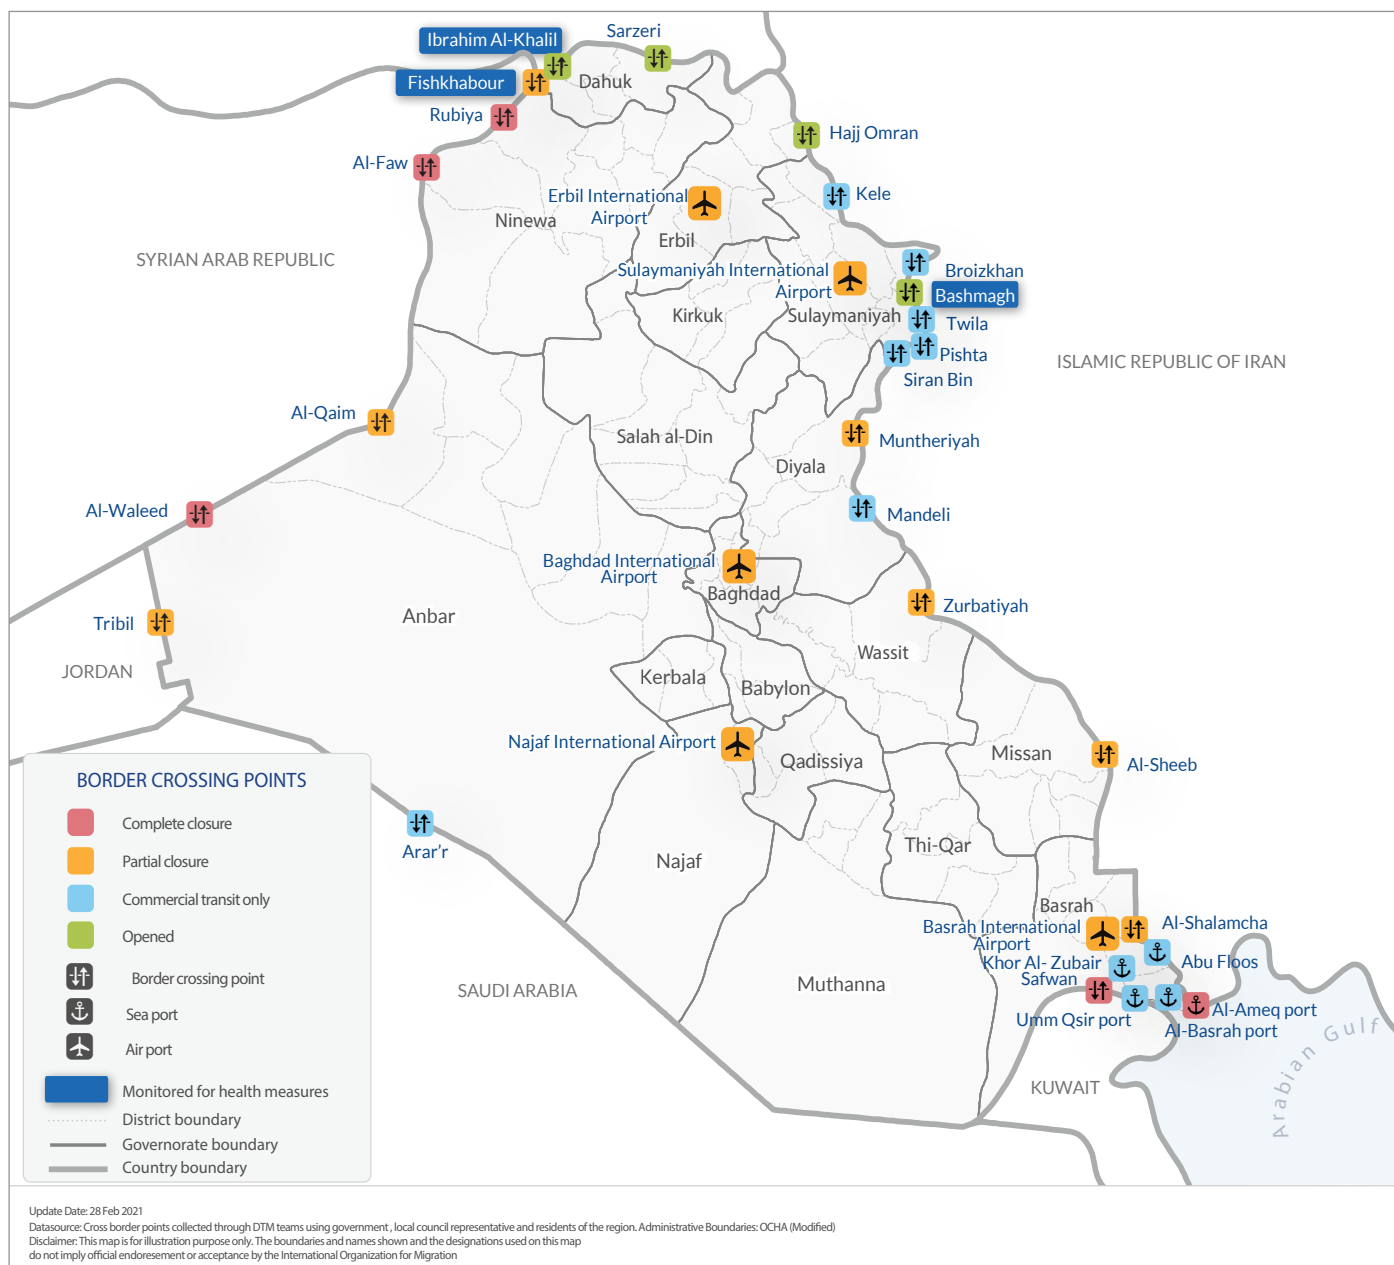 Ibrahim Al-Khalil
Sarzeri
Fishkhabour
Dahuk
Rubiya
Hajj Omran
Al-Faw
Kele
Erbil International
Airport
Ninewa
Erbil
SYRIAN ARAB REPUBLIC
Sulaymaniyah International
Airport
Broizkhan
Bashmagh
Kirkuk
Sulaymaniyah
Twila
Pishta
ISLAMIC REPUBLIC OF IRAN
Siran Bin
Al-Qaim
Salah al-Din
Muntheriyah
Diyala
Al-Waleed
Mandeli
Baghdad International
Airport
Baghdad
Zurbatiyah
Anbar
Tribil
Wassit
JORDAN
Kerbala
Babylon
Najaf International Airport
Qadissiya
Missan
Al-Sheeb
Arar'r
Najaf
Thi-Qar
Basrah
Basrah International
Airport
Al-Shalamcha
Khor Al- Zubair
Abu Floos
Safwan
SAUDI ARABIA
Muthanna
Umm Qsir port
Al-Ameq port
Al-Basrah port
KUWAIT
Arabian Gulf
BORDER CROSSING POINTS
Complete closure
Partial closure
Commercial transit only
Opened
Border crossing point
Sea port
Air port
Monitored for health measures
District boundary
Governorate boundary
Country boundary
Update Date: 28 Feb 2021
Datasource: Cross border points collected through DTM teams using government , local council representative and residents of the region. Administrative Boundaries: OCHA (Modified)
Disclaimer: This map is for illustration purpose only. The boundaries and names shown and the designations used on this map
do not imply official endoresement or acceptance by the International Organization for Migration